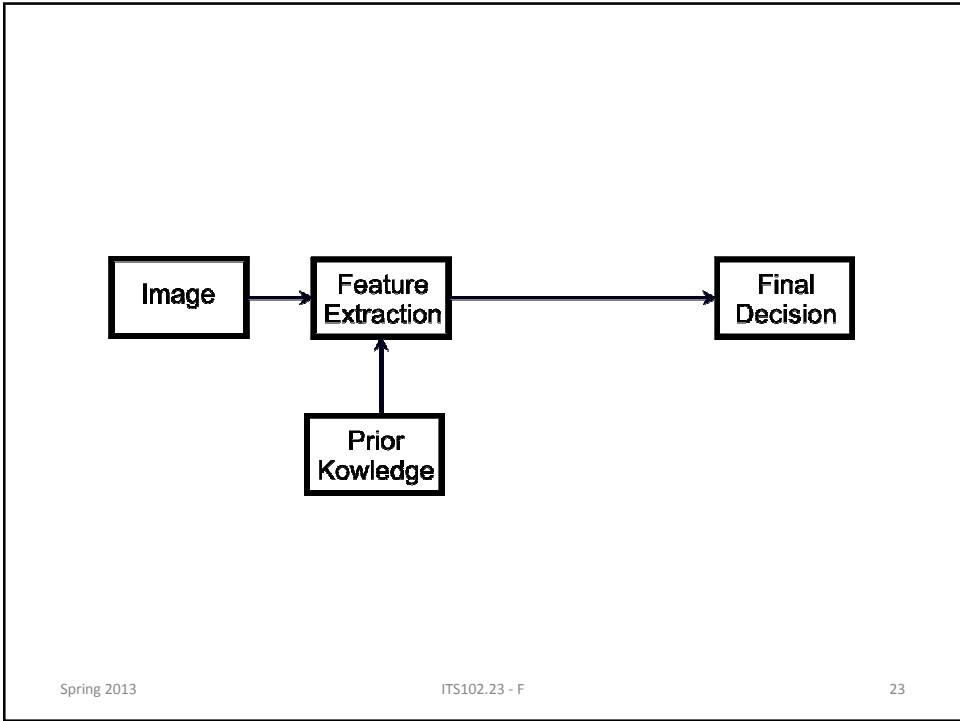 Image
Feature
Extraction
Final
Decision
Prior
Kowledge
Spring 2013
ITS102.23 - F
23